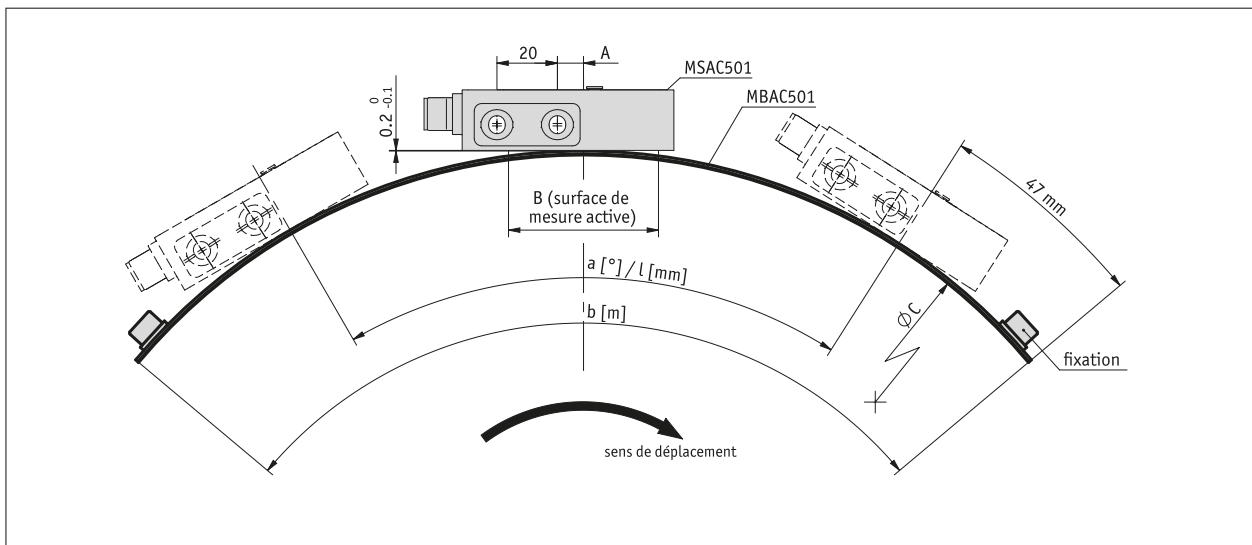 20
A
MSAC501
MBAC501
0.2 0 -0.1
47 mm
B (surface de
mesure active)
a [°] / l [mm]
b [m]
ØC
fixation
sens de déplacement